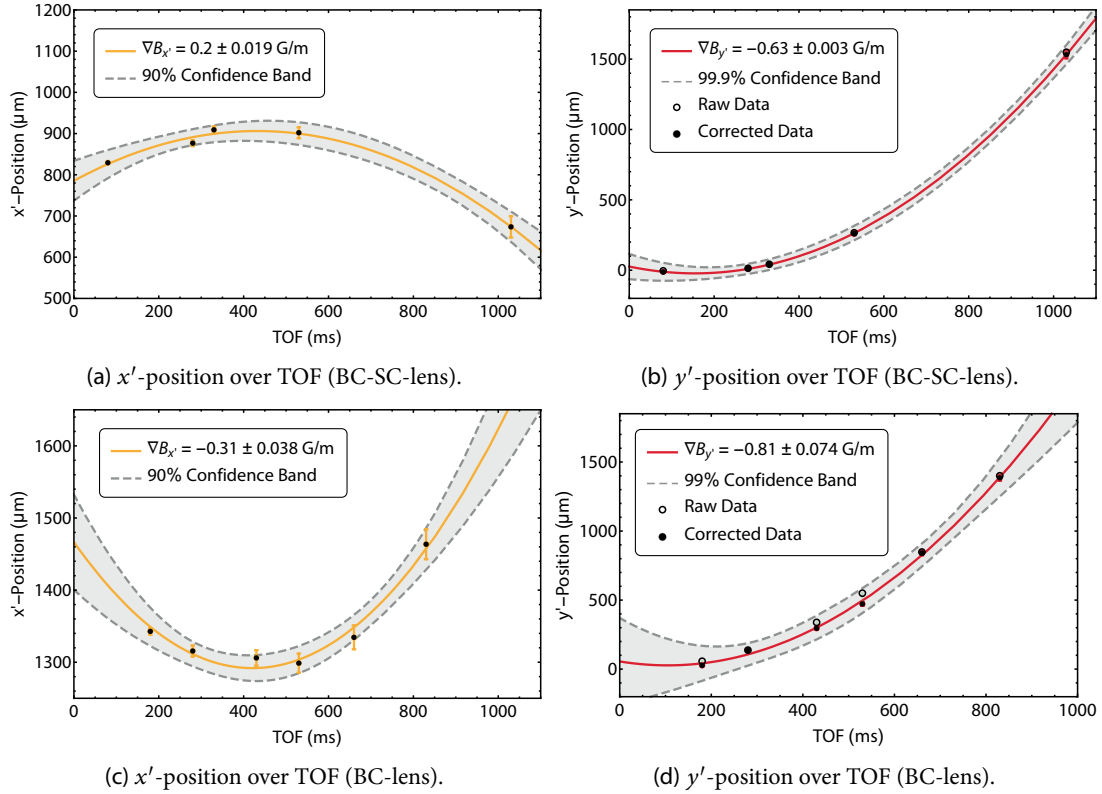 1200
1100
1000
900
800
700
600
500
x′–Position (μm)
∇Bx' = 0.2 ± 0.019 G/m
90% Confidence Band
0 200 400 600 800 1000
TOF (ms)
(a) x′-position over TOF (BC-SC-lens).
1500
1000
500
0
y′–Position (μm)
∇By' = −0.63 ± 0.003 G/m
99.9% Confidence Band
Raw Data
Corrected Data
0 200 400 600 800 1000
TOF (ms)
(b) y′-position over TOF (BC-SC-lens).
1600
1500
1400
1300
x′–Position (μm)
∇Bx' = −0.31 ± 0.038 G/m
90% Confidence Band
0 200 400 600 800 1000
TOF (ms)
(c) x′-position over TOF (BC-lens).
1500
1000
500
0
y′–Position (μm)
∇By' = −0.81 ± 0.074 G/m
99% Confidence Band
Raw Data
Corrected Data
0 200 400 600 800 1000
TOF (ms)
(d) y′-position over TOF (BC-lens).